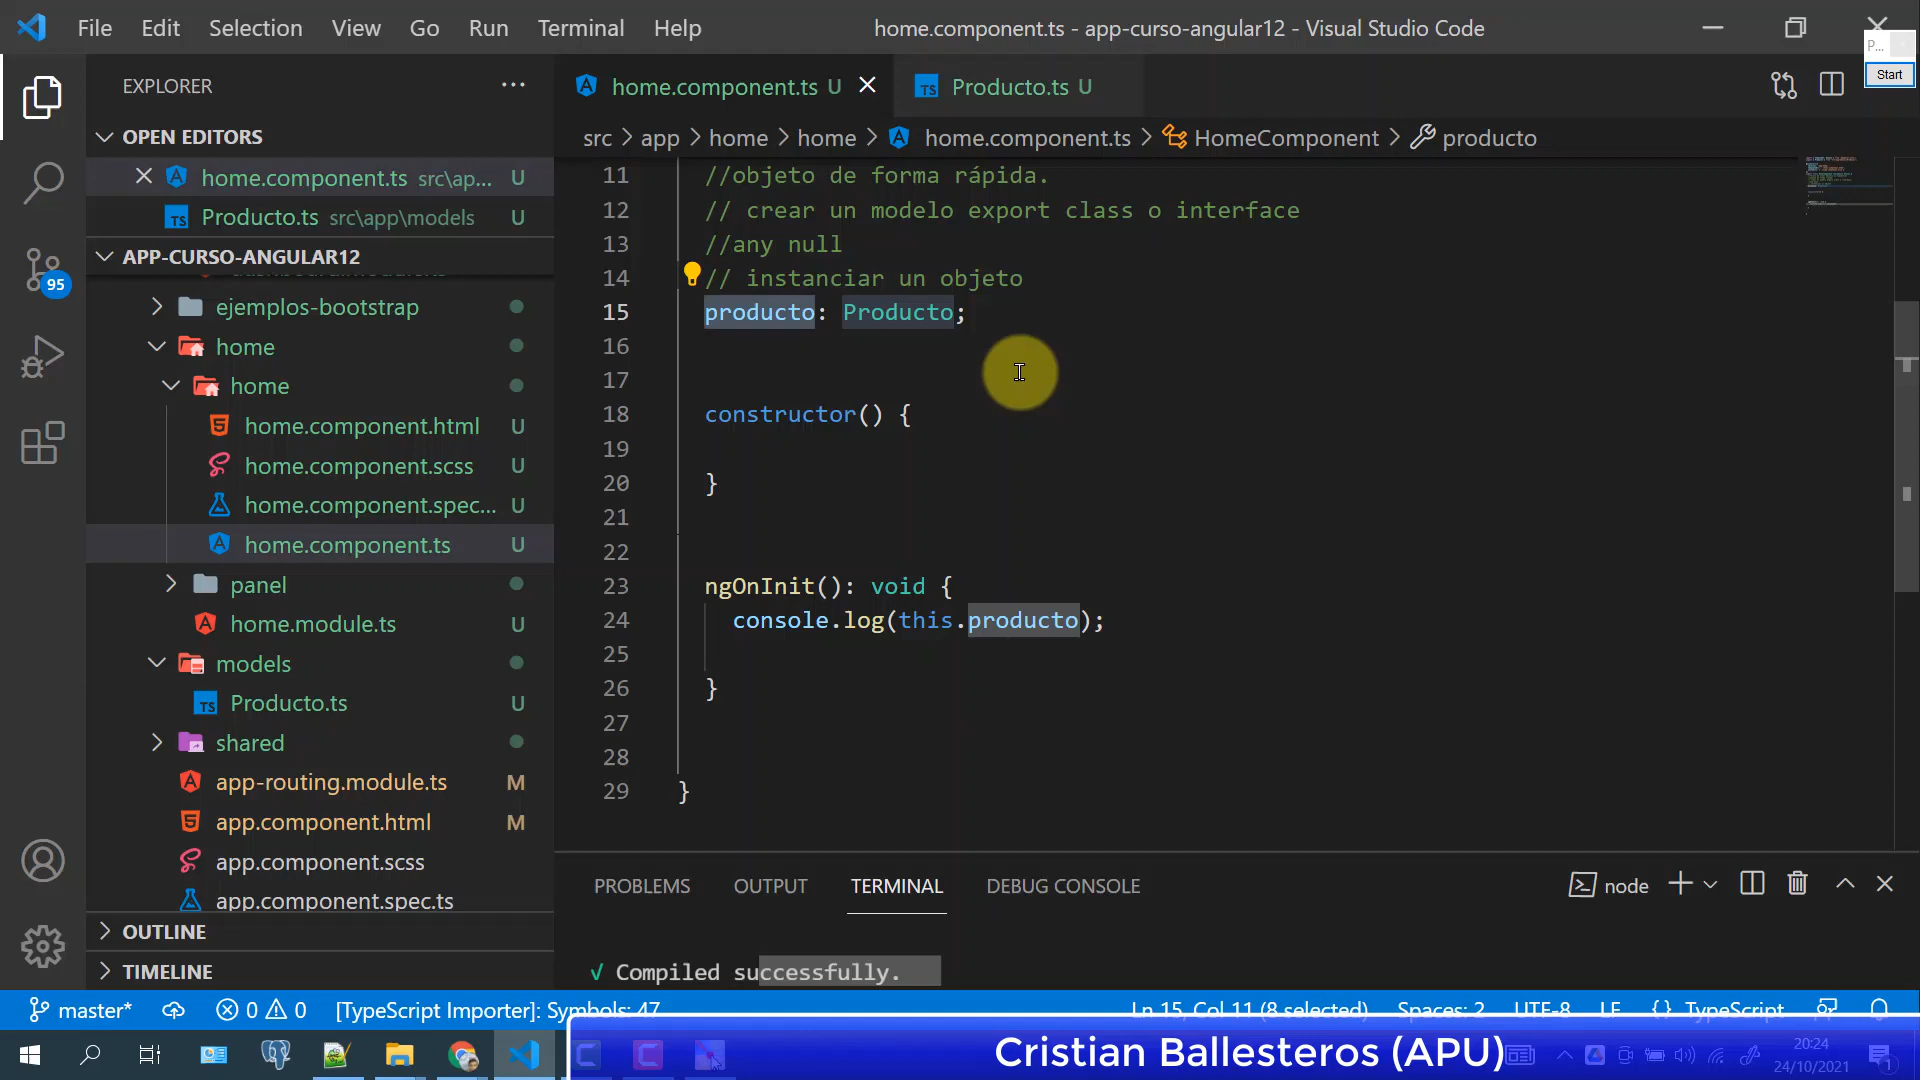 File Edit Selection View Go Run Terminal Help
home.component.ts - app-curso-angular12 - Visual Studio Code
P...
Start
EXPLORER
OPEN EDITORS
home.component.ts src\ap... U
Producto.ts src\app\models U
APP-CURSO-ANGULAR12
ejemplos-bootstrap
home
home
home.component.html U
home.component.scss U
home.component.spec... U
home.component.ts U
panel
home.module.ts U
models
Producto.ts U
shared
app-routing.module.ts M
app.component.html M
app.component.scss
app.component.spec.ts
OUTLINE
TIMELINE
95
home.component.ts U
Producto.ts U
src > app > home > home > home.component.ts > HomeComponent > producto
11 //objeto de forma rápida.
12 // crear un modelo export class o interface
13 //any null
14 // instanciar un objeto
15 producto: Producto;
16
17
18 constructor() {
19
20 }
21
22
23 ngOnInit(): void {
24 console.log(this.producto);
25
26 }
27
28
29 }
PROBLEMS OUTPUT TERMINAL DEBUG CONSOLE
node
√ Compiled successfully.
master* 0 0 [TypeScript Importer]: Symbols: 47
Ln 15, Col 11 (8 selected) Spaces: 2 UTF-8 LF {} TypeScript
Cristian Ballesteros (APU)
20:24
24/10/2021
1